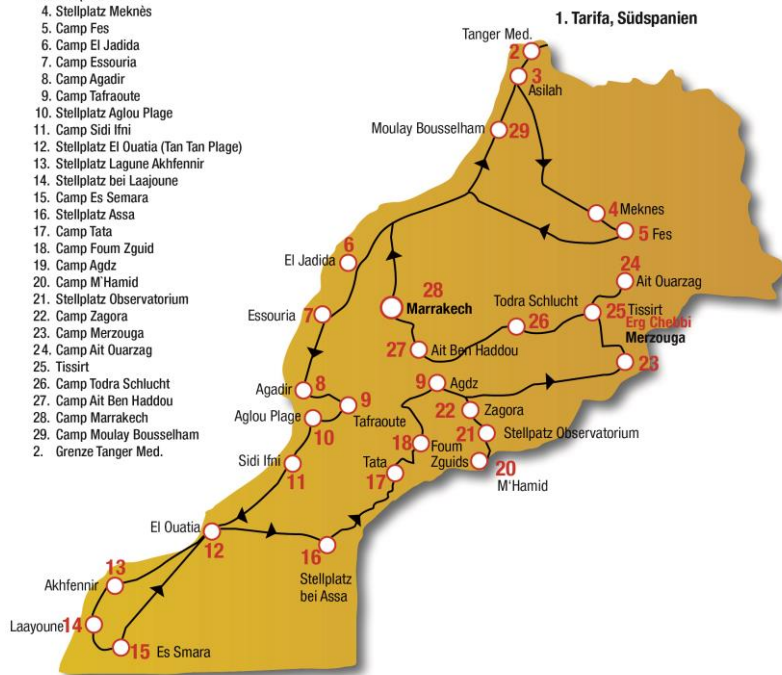 4. Stellplatz Meknès
5. Camp Fes
6. Camp El Jadida
7. Camp Essouria
8. Camp Agadir
9. Camp Tafraoute
10. Stellplatz Aglou Plage
11. Camp Sidi Ifni
12. Stellplatz El Ouatia (Tan Tan Plage)
13. Stellplatz Lagune Akhfennir
14. Stellplatz bei Laajoune
15. Camp Es Semara
16. Stellplatz Assa
17. Camp Tata
18. Camp Foum Zguid
19. Camp Agdz
20. Camp M`Hamid
21. Stellplatz Observatorium
22. Camp Zagora
23. Camp Merzouga
24. Camp Ait Ouarzag
25. Tissirt
26. Camp Todra Schlucht
27. Camp Ait Ben Haddou
28. Camp Marrakech
29. Camp Moulay Bousselham
2. Grenze Tanger Med.
1. Tarifa, Südspanien
Tanger Med.
2
3
Asilah
Moulay Bousselham
29
4 Meknes
5 Fes
6
El Jadida
24
Ait Ouarzag
28
Marrakech
Todra Schlucht
26
25 Tissirt
Erg Chebbi
Merzouga
23
Essouria
7
27
Ait Ben Haddou
Agadir
8
9
Tafraoute
9
Agdz
Aglou Plage
10
22
Zagora
21
Stellpatz Observatorium
18
Foum
Zguids
20
M'Hamid
Sidi Ifni
11
Tata
17
El Ouatia
12
16
Stellplatz
bei Assa
13
Akhfennir
Laayoune
14
15
Es Smara